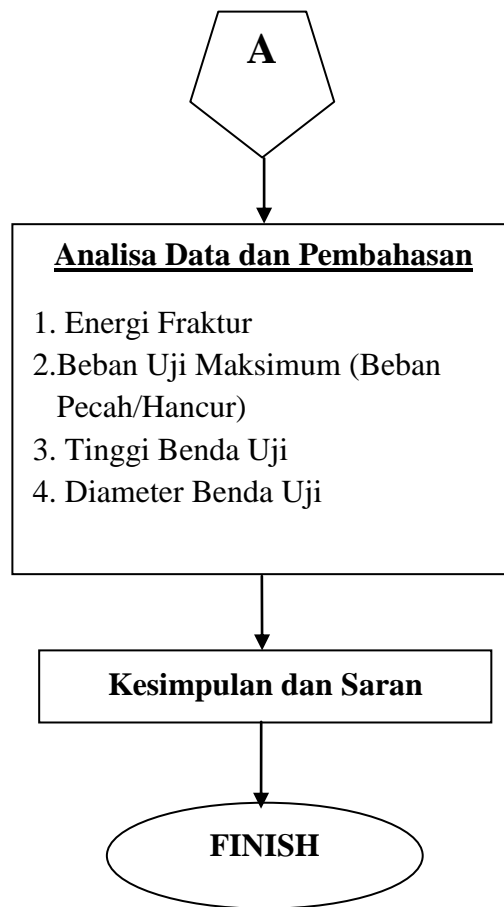 A
Analisa Data dan Pembahasan
1. Energi Fraktur
2.Beban Uji Maksimum (Beban
Pecah/Hancur)
3. Tinggi Benda Uji
4. Diameter Benda Uji
Kesimpulan dan Saran
FINISH